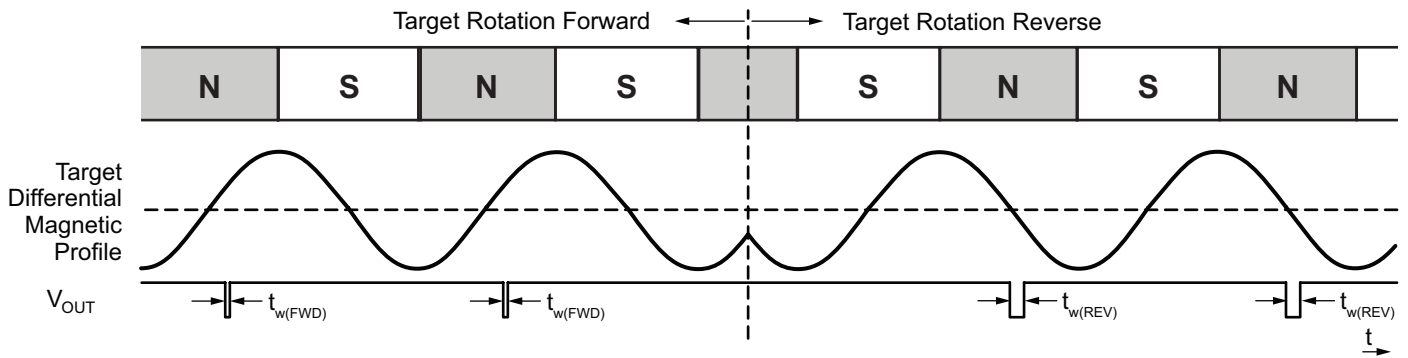 Target Rotation Forward
Target Rotation Reverse
N S N S S N S N
Target
Differential
Magnetic
Profile
VOUT
tw(FWD)
tw(FWD)
tw(REV)
tw(REV)
t